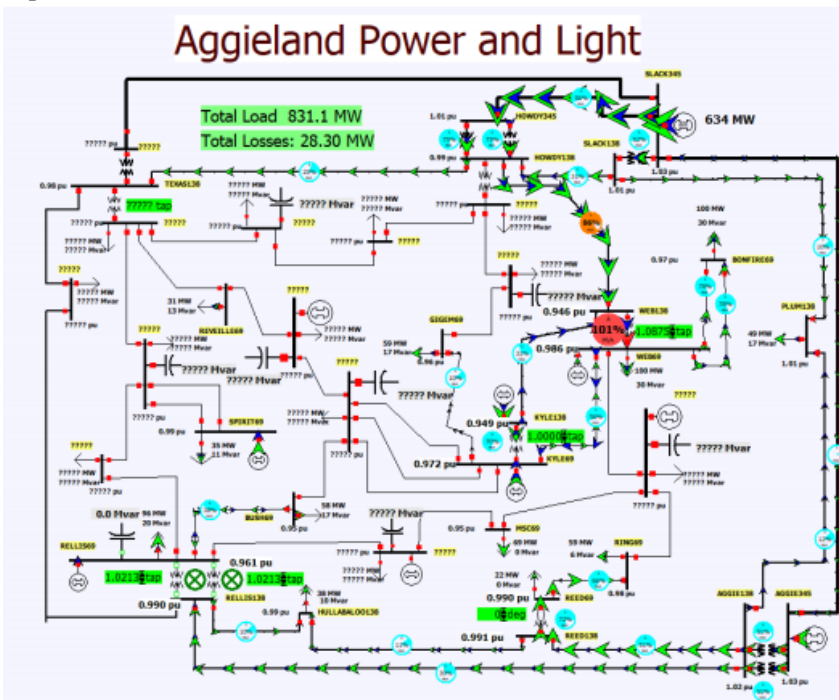 Aggieland Power and Light
SLACK345
Total Load 831.1 MW
Total Losses: 28.30 MW
1.01 pu
HOWDY345
634 MW
SLACK138
????? pu
?????
0.99 pu
HOWDY138
1.03 pu
0.98 pu
TEXAS138
1.01 pu
????? tap
????? MW
????? Mvar
????? Mvar
????? MW
????? Mvar
100 MW
30 Mvar
????? pu
?????
?????
????? pu
?????
????? MW
????? Mvar
????? pu
?????
????? pu
?????
BONFIRE69
0.97 pu
?????
????? MW
????? Mvar
????? pu
31 MW
13 Mvar
REVEILLE69
?????
????? MW
????? Mvar
????? pu
?????
????? Mvar
GIGEM69
59 MW
17 Mvar
0.98 pu
0.946 pu
WEB138
101%
1.0875 tap
0.986 pu
WEB69
100 MW
30 Mvar
PLUM138
49 MW
17 Mvar
1.01 pu
86%
?????
????? Mvar
????? MW
????? Mvar
????? pu
????? Mvar
?????
????? Mvar
????? MW
????? Mvar
????? pu
0.949 pu
KYLE138
1.0000 tap
0.972 pu
KYLE69
?????
????? Mvar
????? MW
????? Mvar
????? pu
SPIRIT69
0.99 pu
35 MW
11 Mvar
?????
????? MW
????? Mvar
????? pu
0.0 Mvar
96 MW
20 Mvar
BUSH69
58 MW
17 Mvar
0.95 pu
????? Mvar
????? pu
?????
????? MW
????? Mvar
0.95 pu
MSC69
69 MW
0 Mvar
59 MW
6 Mvar
RING69
0.98 pu
RELLIS69
0.961 pu
1.0213 tap
1.0213 tap
0.990 pu
RELLIS138
38 MW
10 Mvar
0.99 pu
HULLABALOO138
22 MW
0 Mvar
0.990 pu
REED69
0 deg
0.991 pu
REED138
AGGIE138
AGGIE345
1.02 pu
1.03 pu